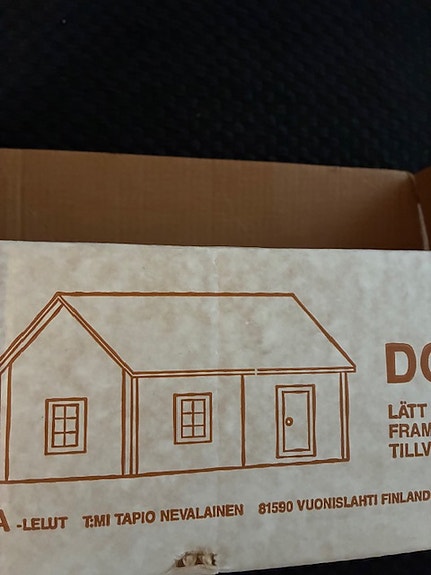 DO
LÄTT
FRAM
TILLV
A -LELUT T:MI TAPIO NEVALAINEN 81590 VUONISLAHTI FINLAND